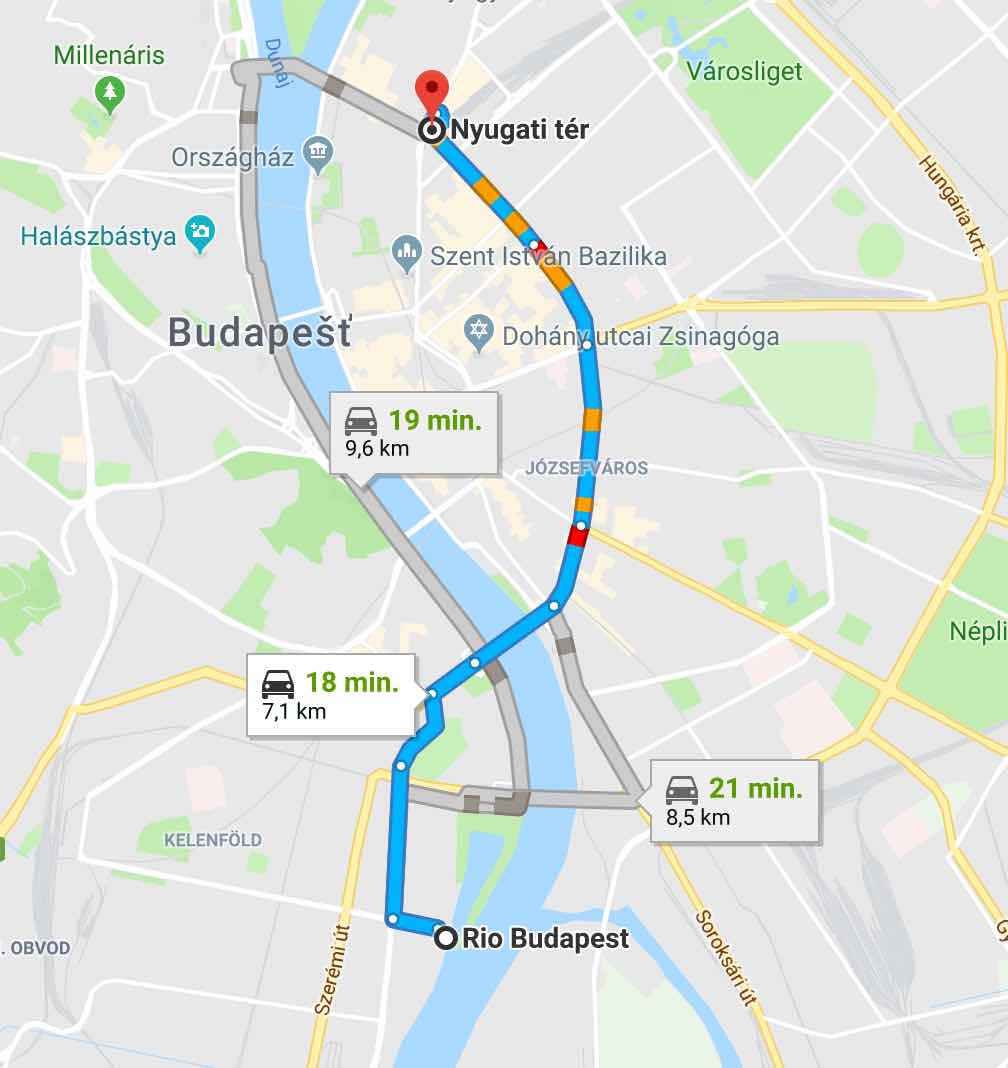 Millenáris
Dunaj
Városliget
Nyugati tér
Országház
Hungária krt.
Halászbástya
Szent István Bazilika
Budapešť
Dohány utcai Zsinagóga
19 min.
9,6 km
JÓZSEFVÁROS
Népli
18 min.
7,1 km
21 min.
8,5 km
KELENFÖLD
Rio Budapest
. OBVOD
Szerémi út
Soroksári út
Gy